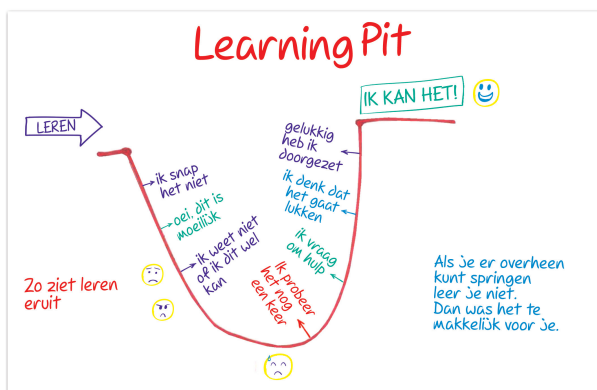 Learning Pit
LEREN
IK KAN HET!
ik snap
het niet
oei, dit is
moeilijk
ik weet niet
of ik dit wel
kan
Ik probeer
het nog
een keer
ik vraag
om hulp
ik denk dat
het gaat
lukken
gelukkig
heb ik
doorgezet
Zo ziet leren
eruit
Als je er overheen
kunt springen
leer je niet.
Dan was het te
makkelijk voor je.